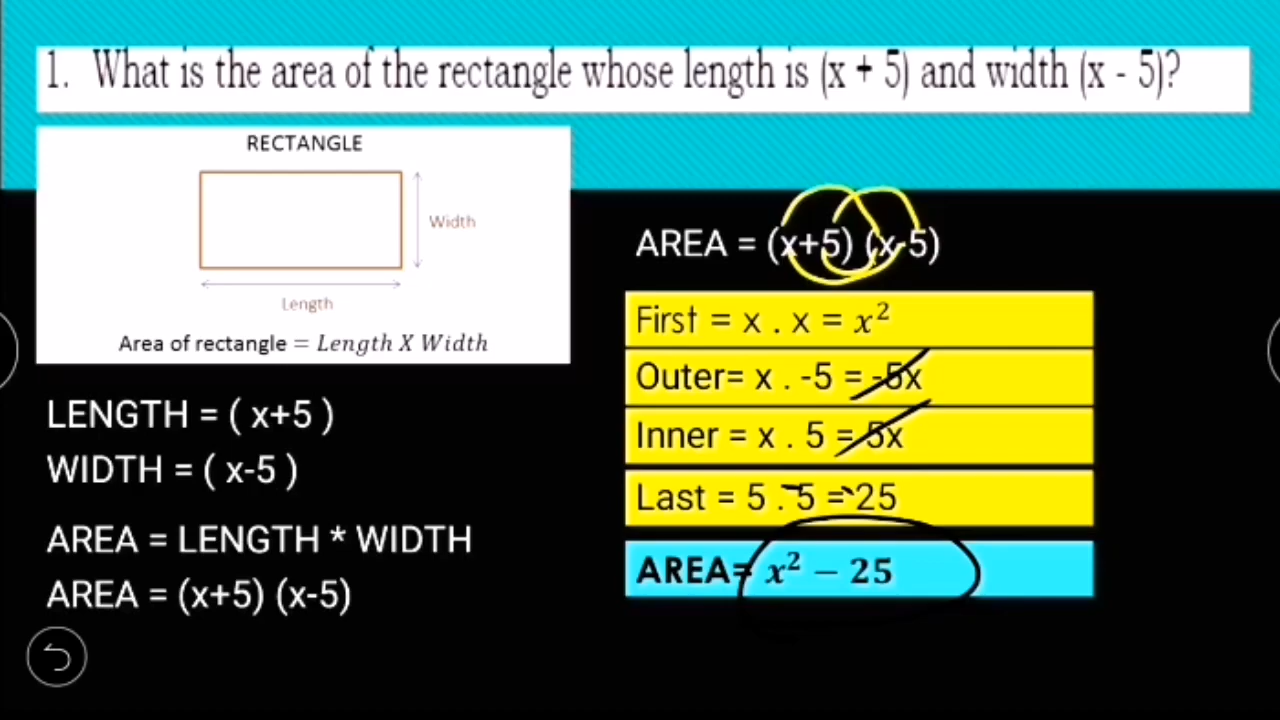 1. What is the area of the rectangle whose length is (x + 5) and width (x - 5)?
RECTANGLE
Width
Length
Area of rectangle = Length X Width
LENGTH = ( x+5 )
WIDTH = ( x-5 )
AREA = LENGTH * WIDTH
AREA = (x+5) (x-5)
AREA = (x+5) (x-5)
First = x . x = x²
Outer= x . -5 = -5x
Inner = x . 5 = 5x
Last = 5 . -5 = -25
AREA= x² – 25